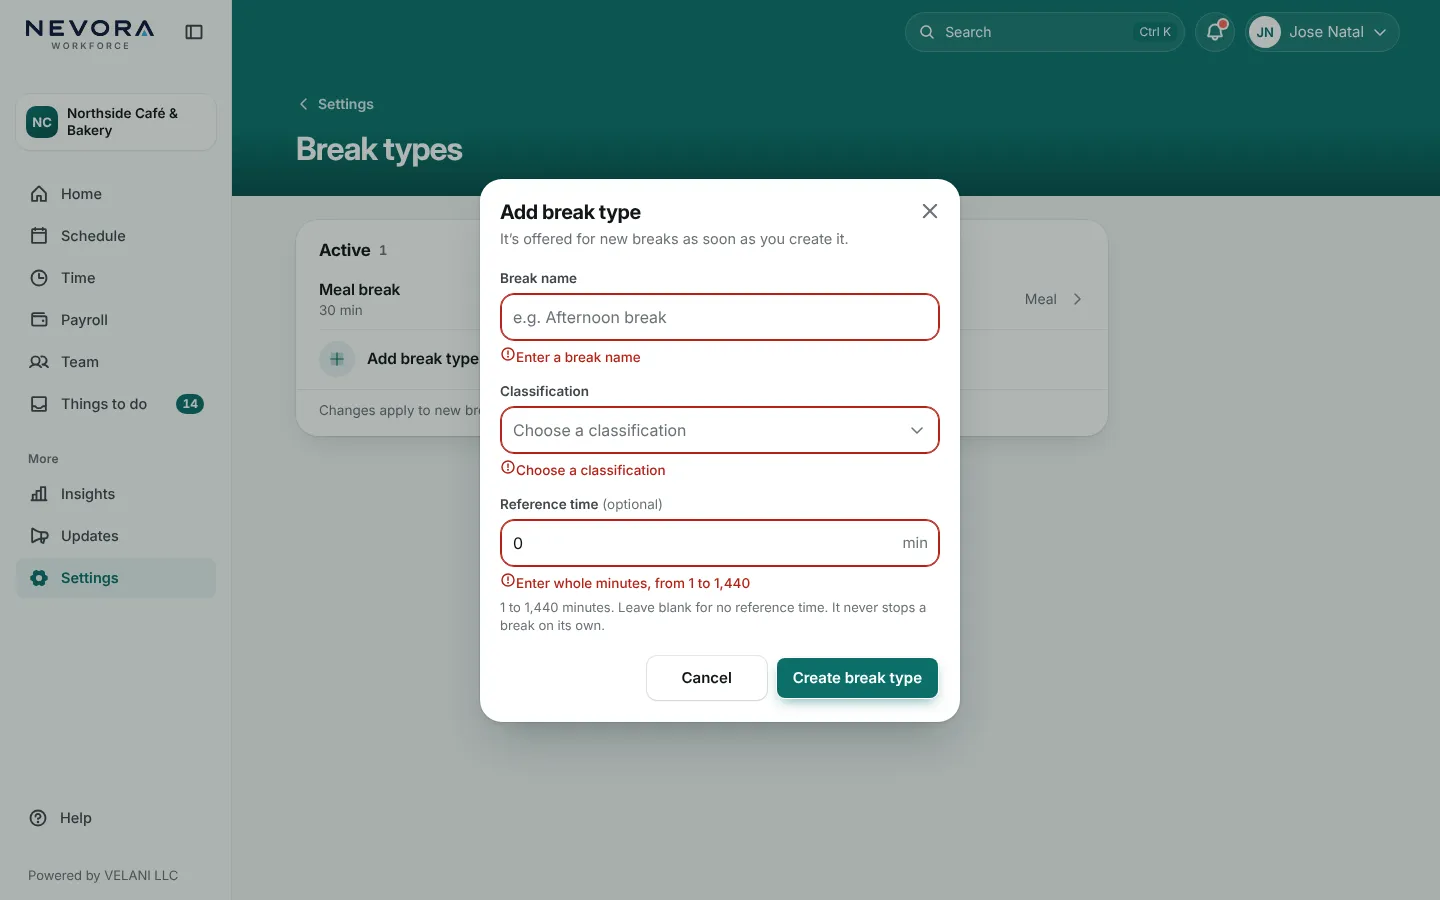 NEVORA
WORKFORCE
Search
Ctrl K
JN
Jose Natal
NC
Northside Café &
Bakery
Settings
Break types
Home
Schedule
Time
Payroll
Team
Things to do
14
More
Insights
Updates
Settings
Help
Powered by VELANI LLC
Active 1
Meal break
30 min
Meal
Add break type
Changes apply to new bre
Add break type
It’s offered for new breaks as soon as you create it.
Break name
e.g. Afternoon break
Enter a break name
Classification
Choose a classification
Choose a classification
Reference time (optional)
0
min
Enter whole minutes, from 1 to 1,440
1 to 1,440 minutes. Leave blank for no reference time. It never stops a
break on its own.
Cancel
Create break type